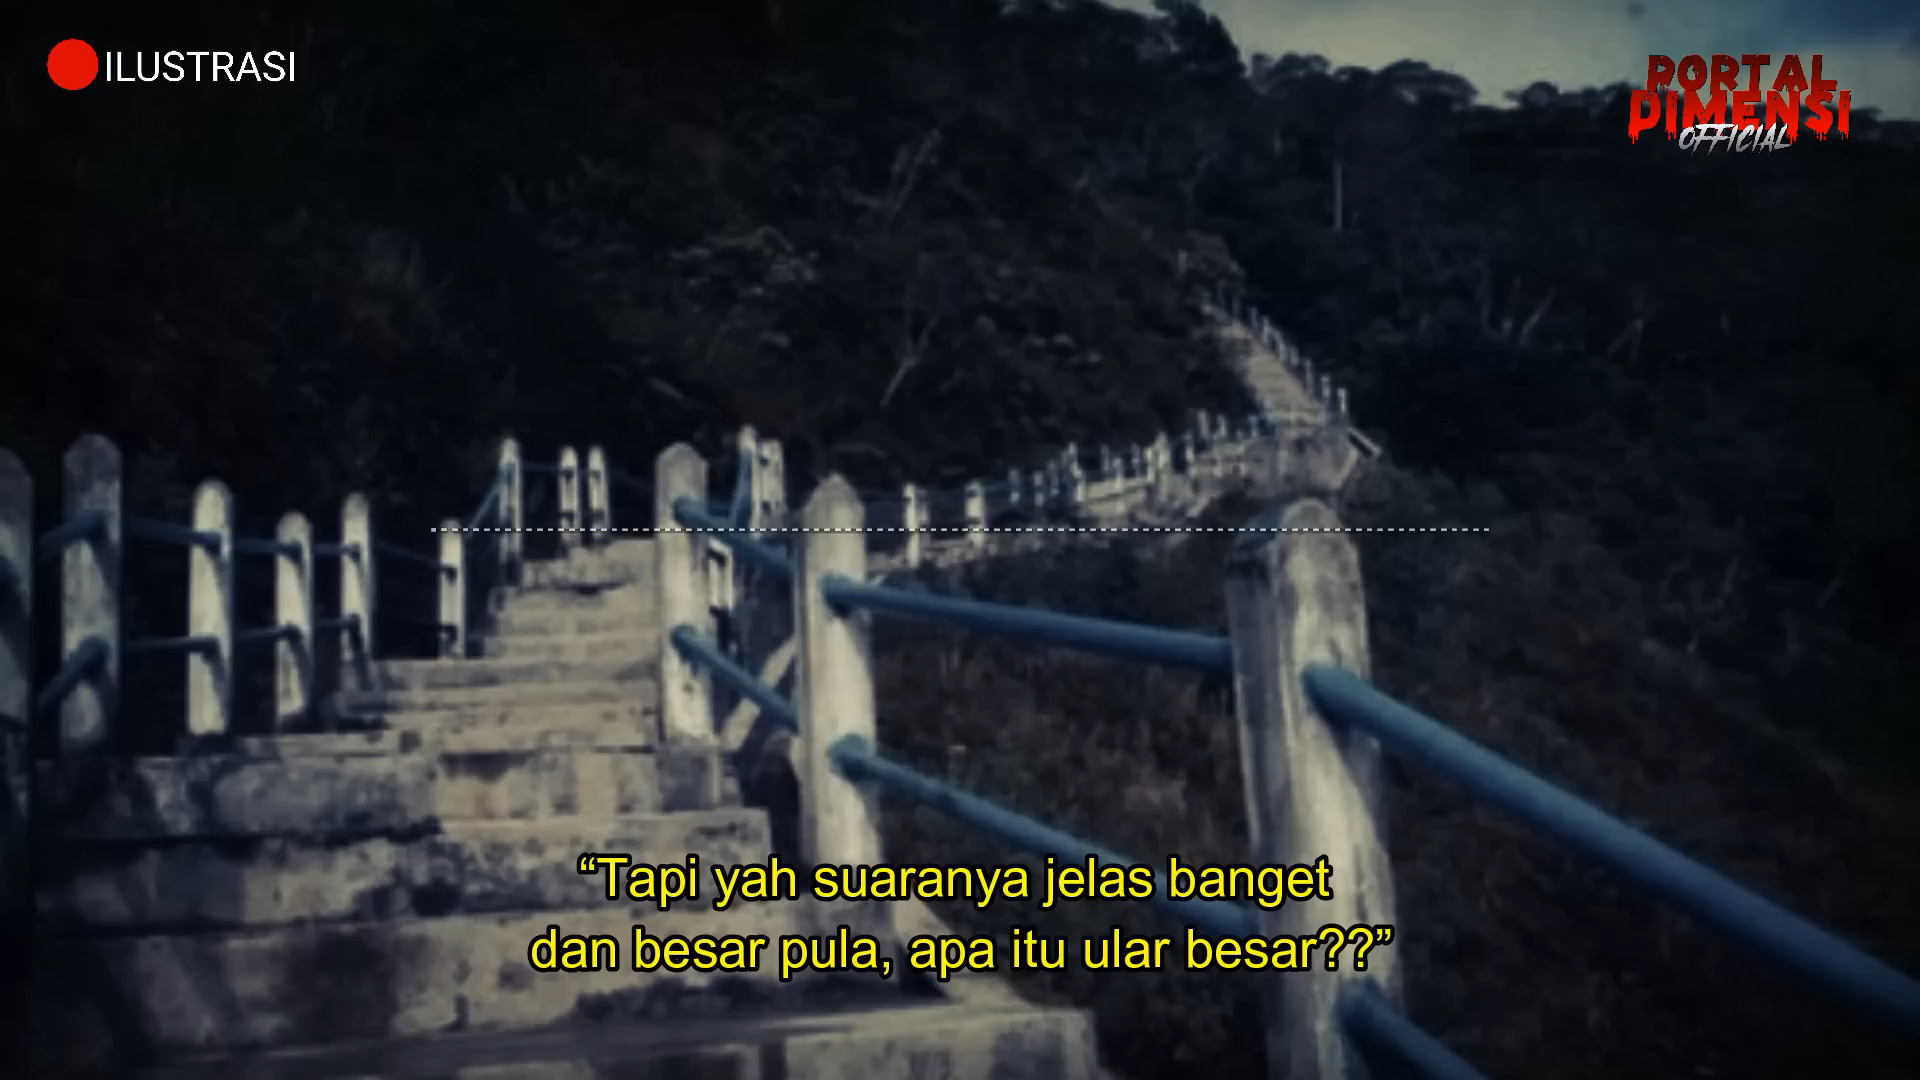 ILUSTRASI
PORTAL
DIMENSI
OFFICIAL
“Tapi yah suaranya jelas banget
dan besar pula, apa itu ular besar??”